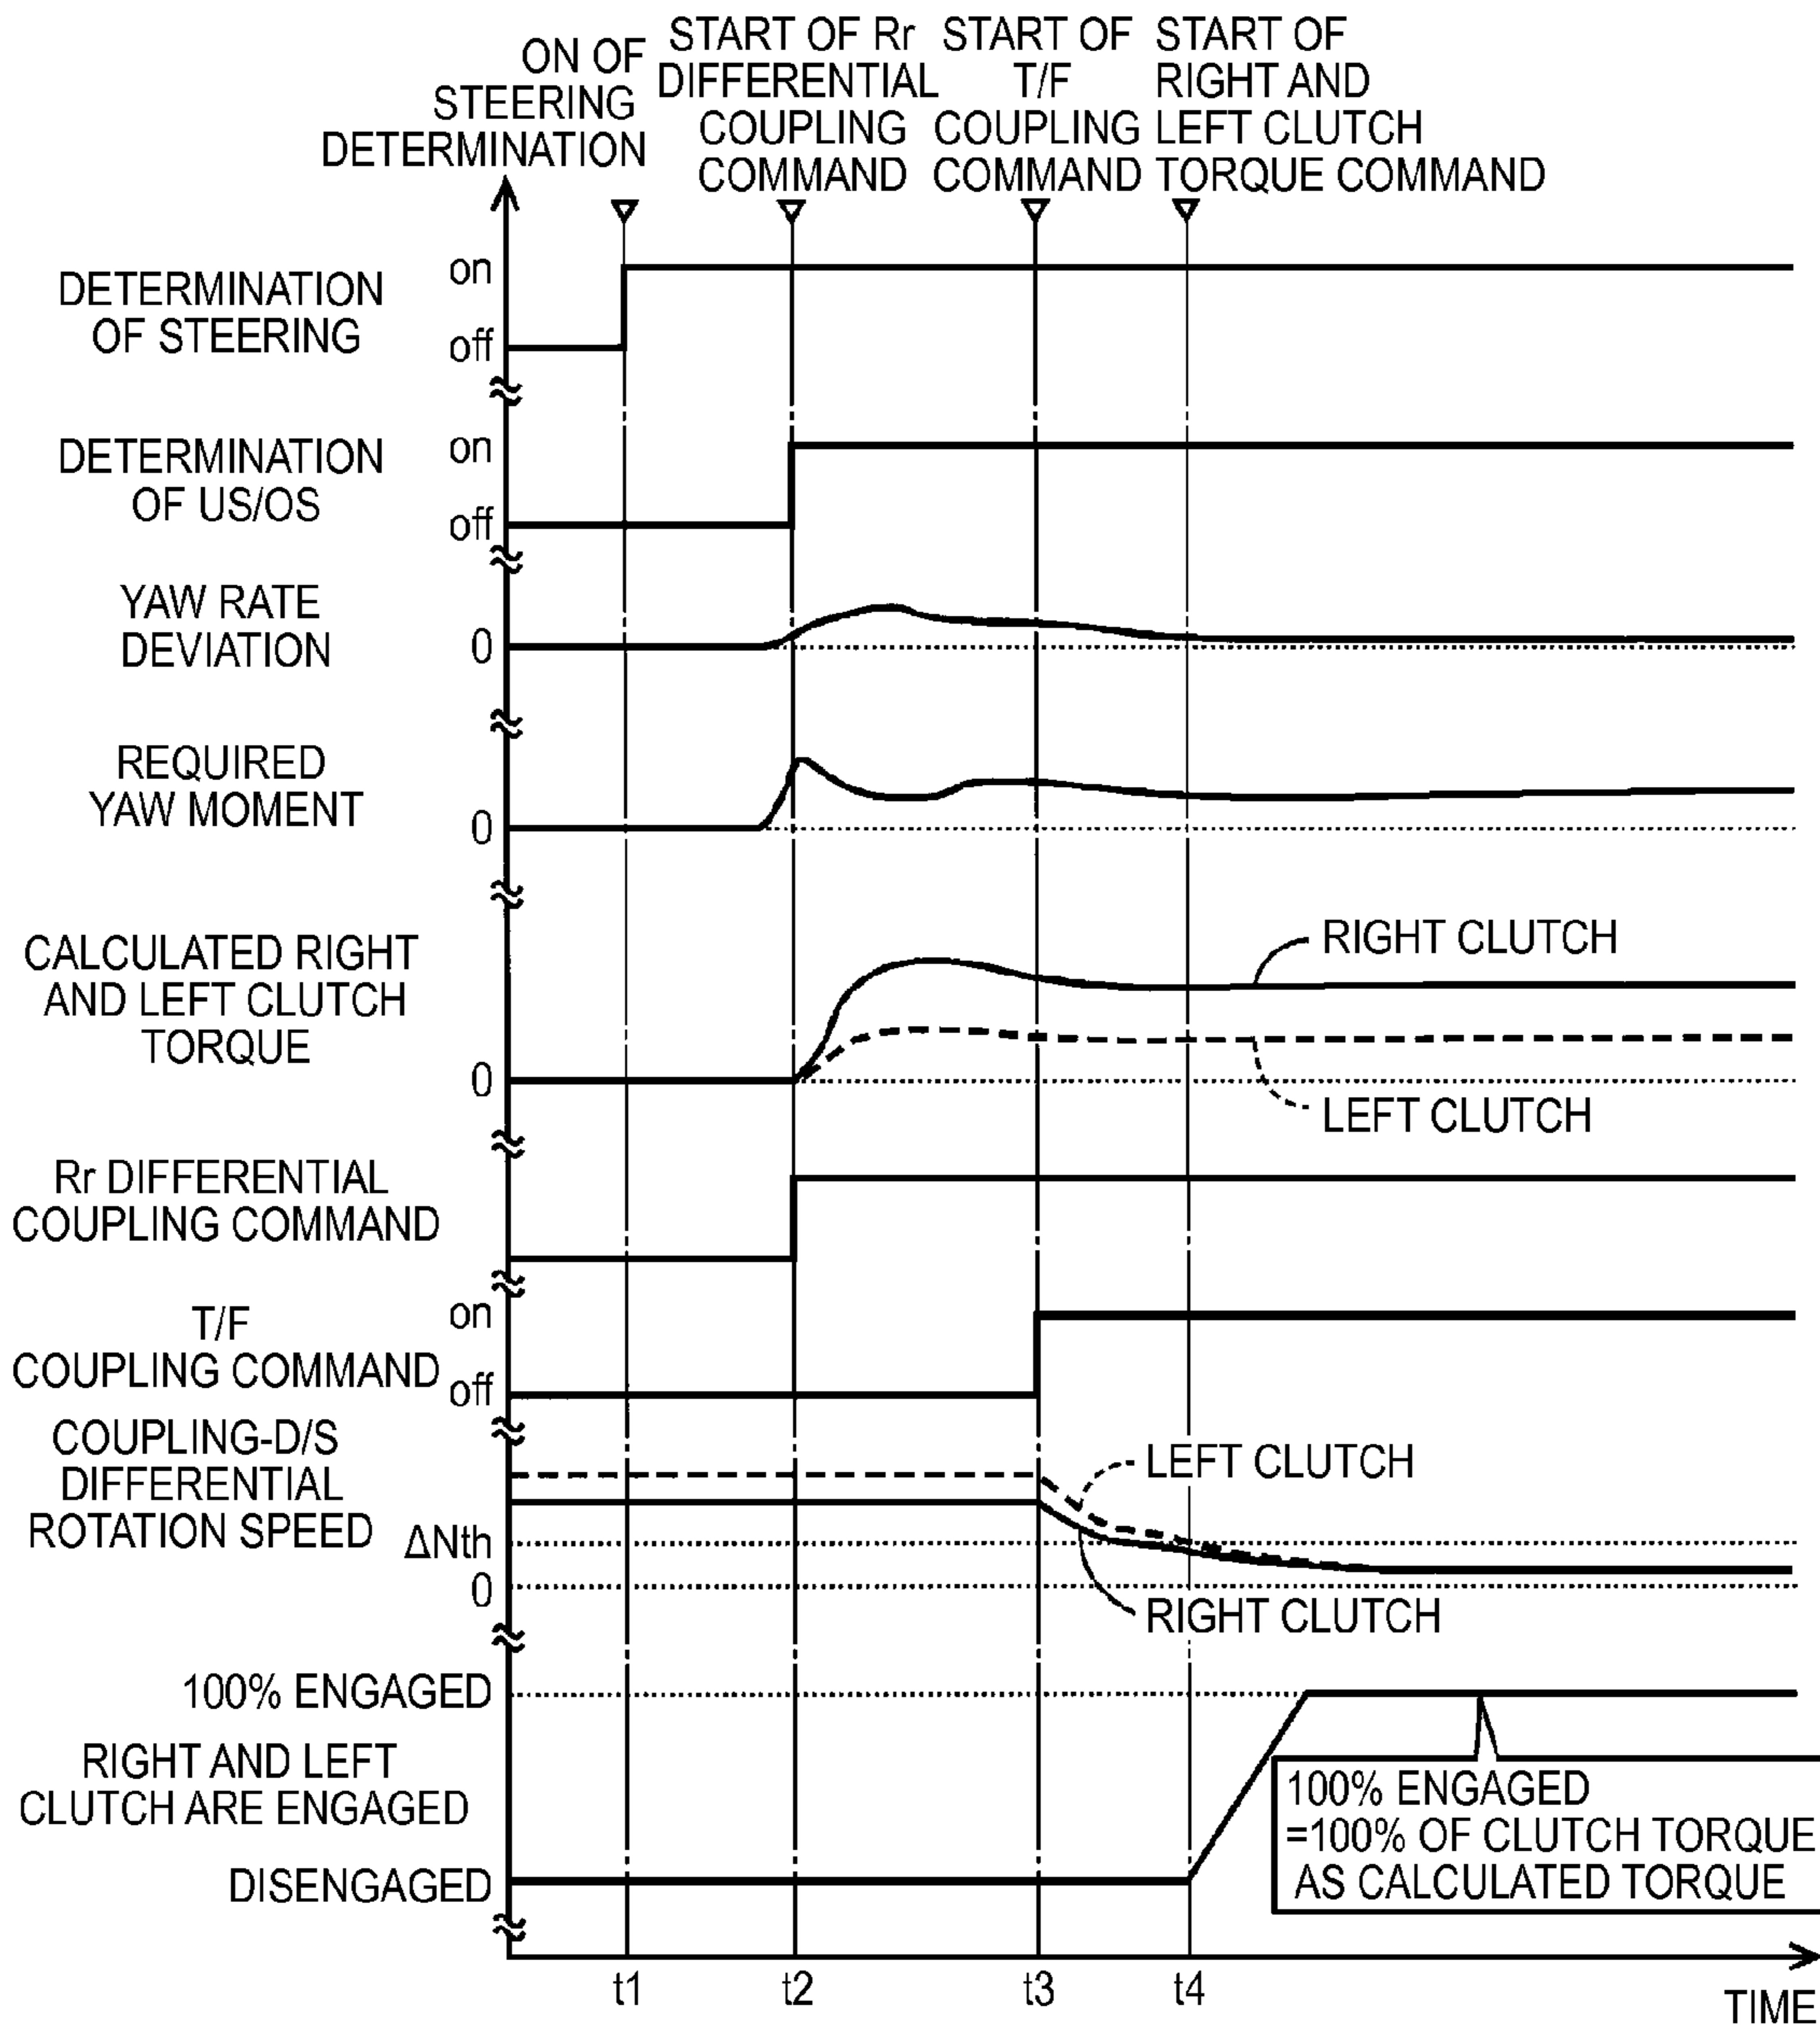 ON OF
STEERING
DETERMINATION
START OF Rr
DIFFERENTIAL
COUPLING
COMMAND
START OF
T/F
COUPLING
COMMAND
START OF
RIGHT AND
LEFT CLUTCH
TORQUE COMMAND
DETERMINATION
OF STEERING
on
off
DETERMINATION
OF US/OS
on
off
YAW RATE
DEVIATION
0
REQUIRED
YAW MOMENT
0
CALCULATED RIGHT
AND LEFT CLUTCH
TORQUE
0
RIGHT CLUTCH
LEFT CLUTCH
Rr DIFFERENTIAL
COUPLING COMMAND
T/F
COUPLING COMMAND
on
off
COUPLING-D/S
DIFFERENTIAL
ROTATION SPEED
ΔNth
0
LEFT CLUTCH
RIGHT CLUTCH
100% ENGAGED
RIGHT AND LEFT
CLUTCH ARE ENGAGED
DISENGAGED
100% ENGAGED
=100% OF CLUTCH TORQUE
AS CALCULATED TORQUE
t1
t2
t3
t4
TIME